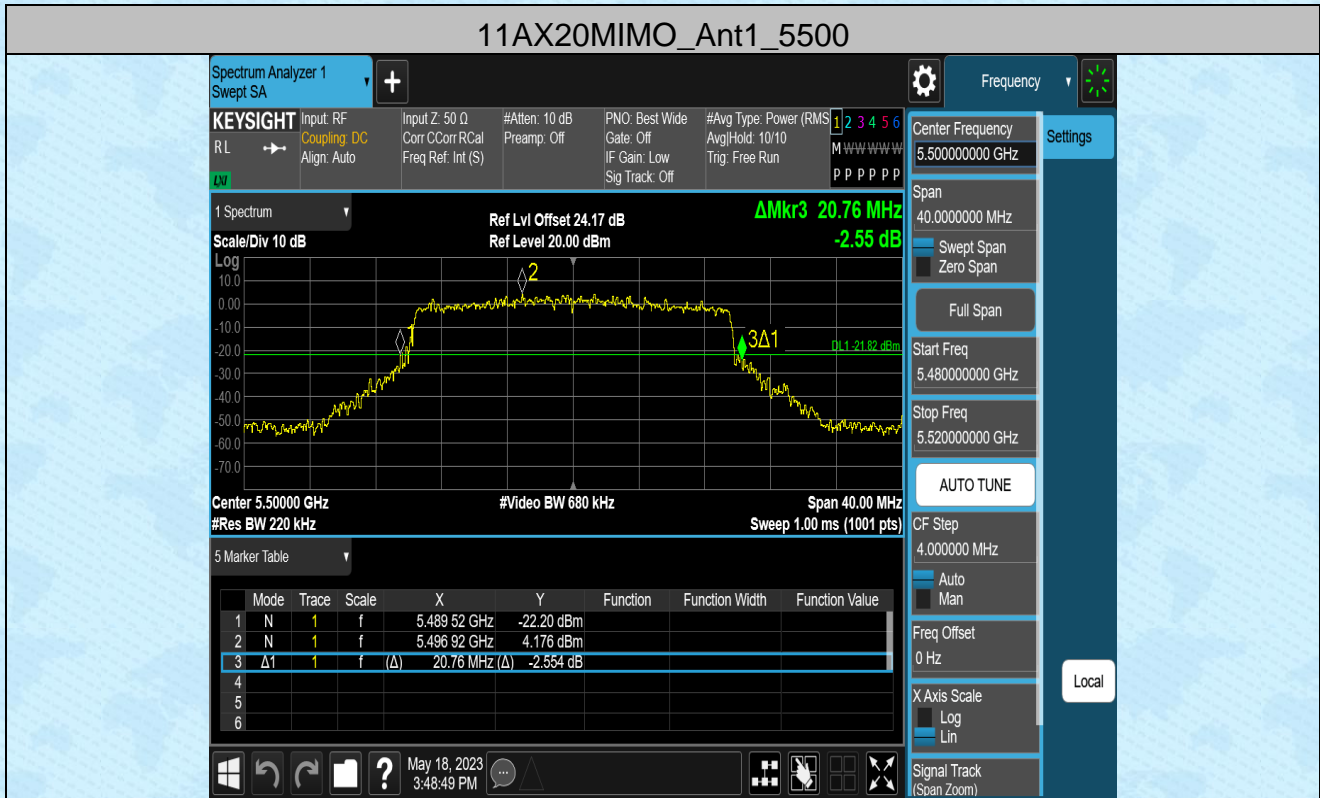 11AX20MIMO_Ant1_5500
Spectrum Analyzer 1
Swept SA
Frequency
KEYSIGHT
R L
LXI
Input: RF
Coupling: DC
Align: Auto
Input Z: 50 Ω
Corr CCorr RCal
Freq Ref: Int (S)
#Atten: 10 dB
Preamp: Off
PNO: Best Wide
Gate: Off
IF Gain: Low
Sig Track: Off
#Avg Type: Power (RMS
Avg|Hold: 10/10
Trig: Free Run
1 2 3 4 5 6
M W W W W W
P P P P P P
1 Spectrum
Scale/Div 10 dB
Ref Lvl Offset 24.17 dB
Ref Level 20.00 dBm
ΔMkr3 20.76 MHz
-2.55 dB
Log
10.0
0.00
-10.0
-20.0
-30.0
-40.0
-50.0
-60.0
-70.0
1
2
3Δ1
DL1 -21.82 dBm
Center 5.50000 GHz
#Res BW 220 kHz
#Video BW 680 kHz
Span 40.00 MHz
Sweep 1.00 ms (1001 pts)
5 Marker Table
Mode Trace Scale X Y Function Function Width Function Value
1 N 1 f 5.489 52 GHz -22.20 dBm
2 N 1 f 5.496 92 GHz 4.176 dBm
3 Δ1 1 f (Δ) 20.76 MHz (Δ) -2.554 dB
4
5
6
Center Frequency
5.500000000 GHz
Settings
Span
40.0000000 MHz
Swept Span
Zero Span
Full Span
Start Freq
5.480000000 GHz
Stop Freq
5.520000000 GHz
AUTO TUNE
CF Step
4.000000 MHz
Auto
Man
Freq Offset
0 Hz
X Axis Scale
Log
Lin
Local
Signal Track
(Span Zoom)
?
May 18, 2023
3:48:49 PM